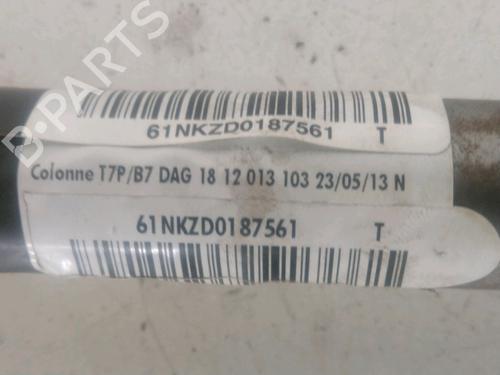 B-PARTS
61NKZD0187561 T
Colonne T7P/B7 DAG 18 12 013 103 23/05/13 N
61NKZD0187561 T